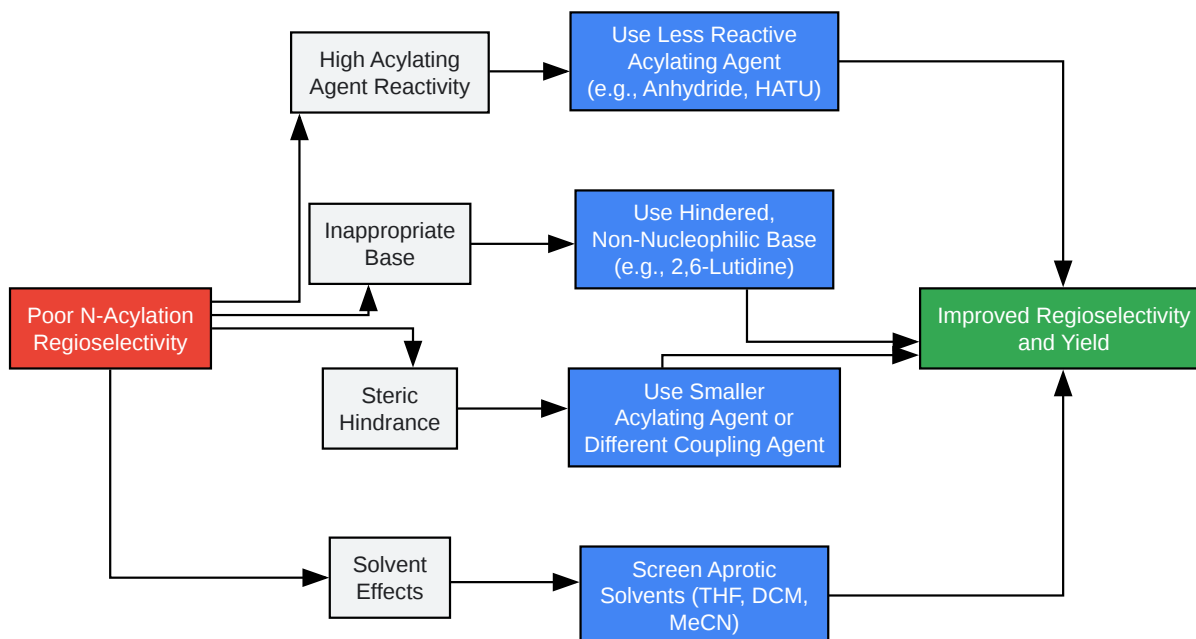 High Acylating
Agent Reactivity
Use Less Reactive
Acylating Agent
(e.g., Anhydride, HATU)
Inappropriate
Base
Use Hindered,
Non-Nucleophilic Base
(e.g., 2,6-Lutidine)
Poor N-Acylation
Regioselectivity
Improved Regioselectivity
and Yield
Steric
Hindrance
Use Smaller
Acylating Agent or
Different Coupling Agent
Solvent
Effects
Screen Aprotic
Solvents (THF, DCM,
MeCN)